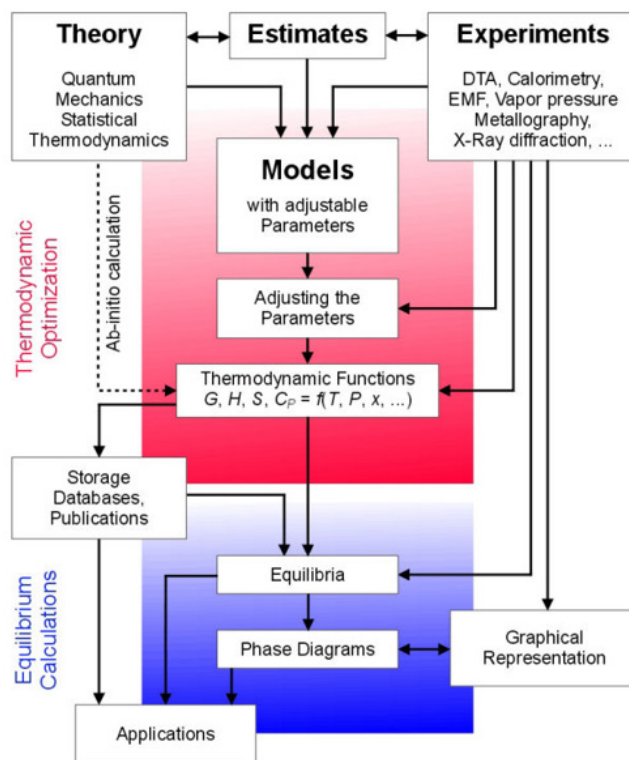 Theory
Quantum
Mechanics
Statistical
Thermodynamics
Estimates
Experiments
DTA, Calorimetry,
EMF, Vapor pressure
Metallography,
X-Ray diffraction, ...
Models
with adjustable
Parameters
Thermodynamic
Optimization
Ab-initio calculation
Adjusting the
Parameters
Thermodynamic Functions
G, H, S, CP = f(T, P, x, ...)
Storage
Databases,
Publications
Equilibrium
Calculations
Equilibria
Phase Diagrams
Graphical
Representation
Applications